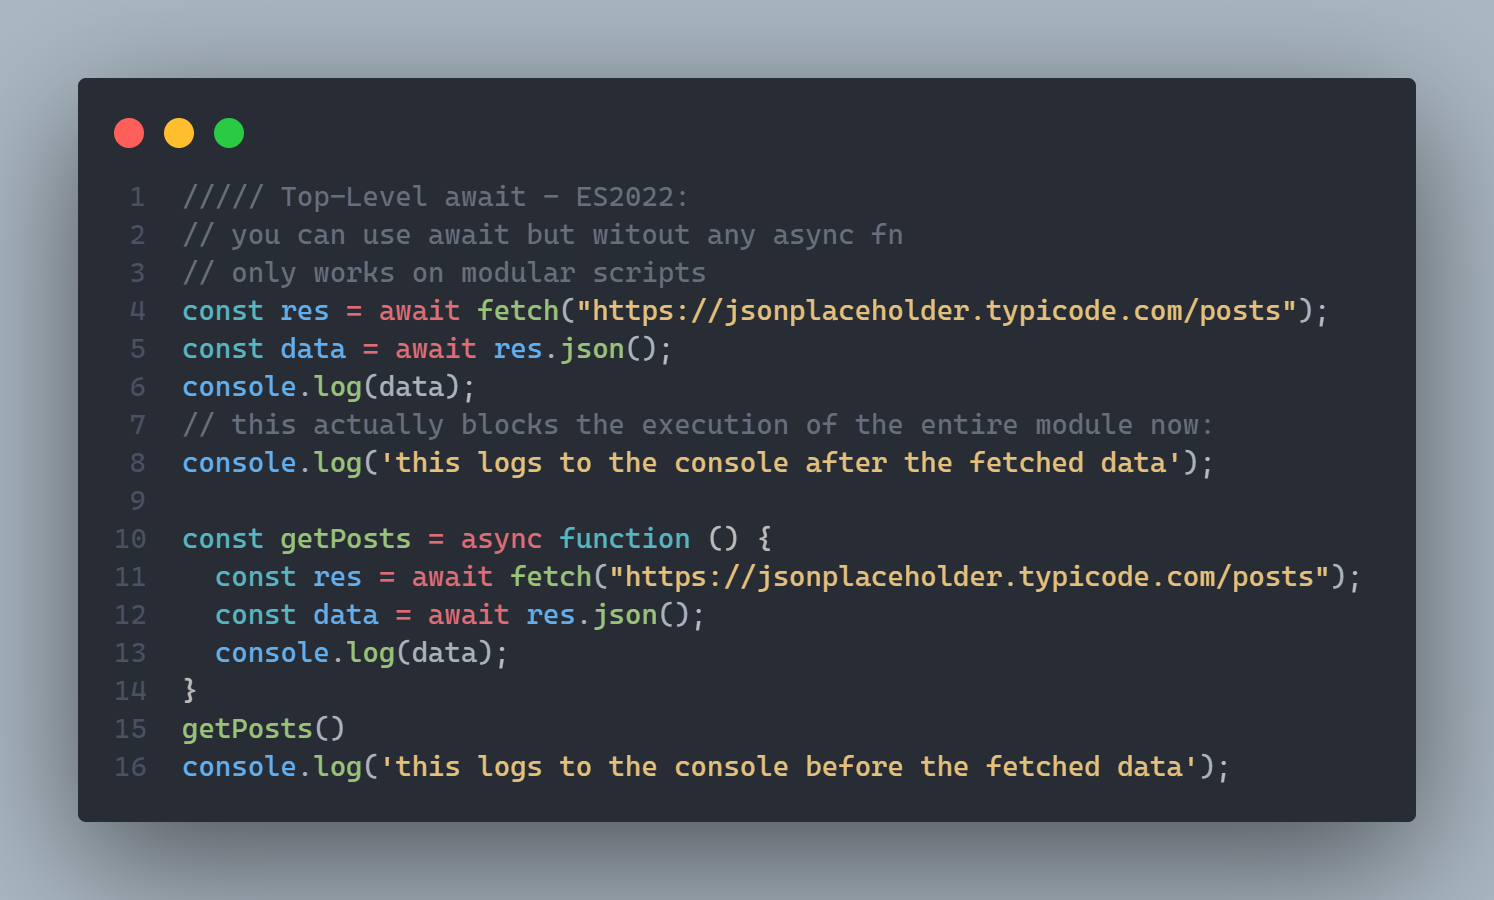 1 ///// Top-Level await - ES2022:
2 // you can use await but witout any async fn
3 // only works on modular scripts
4 const res = await fetch("https://jsonplaceholder.typicode.com/posts");
5 const data = await res.json();
6 console.log(data);
7 // this actually blocks the execution of the entire module now:
8 console.log('this logs to the console after the fetched data');
9
10 const getPosts = async function () {
11   const res = await fetch("https://jsonplaceholder.typicode.com/posts");
12   const data = await res.json();
13   console.log(data);
14 }
15 getPosts()
16 console.log('this logs to the console before the fetched data');